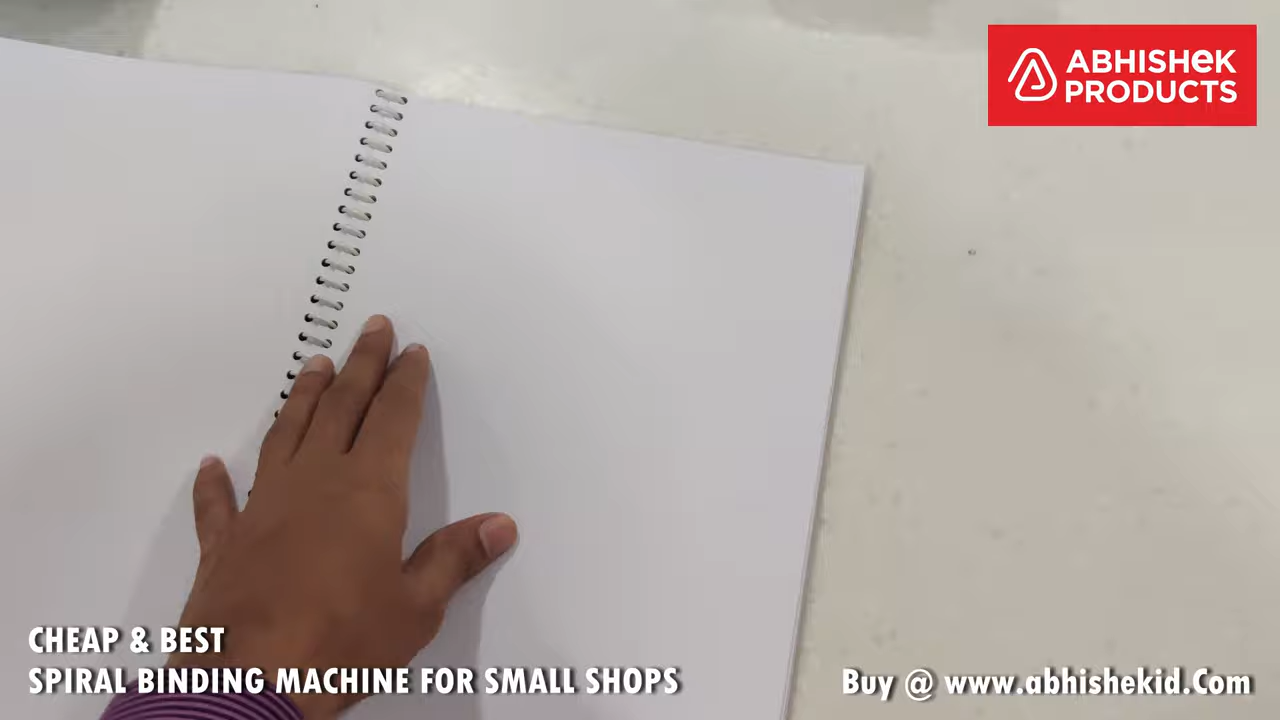 ABHISHEK
PRODUCTS
CHEAP & BEST
SPIRAL BINDING MACHINE FOR SMALL SHOPS
Buy @ www.abhishekid.Com